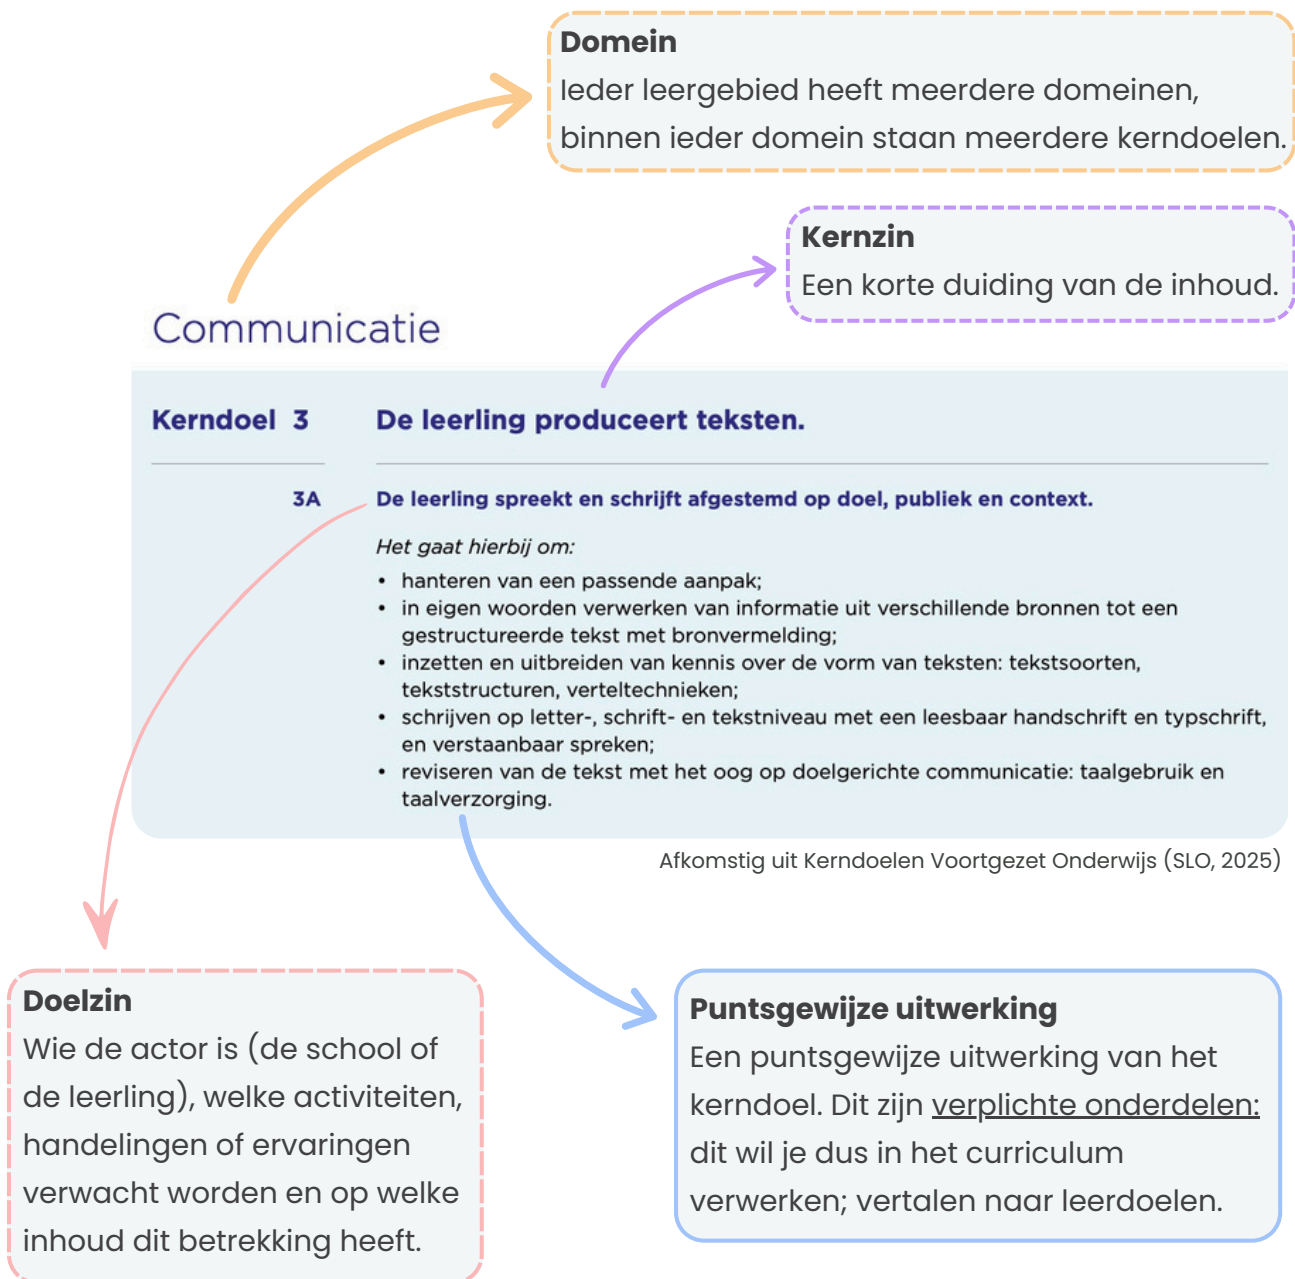 Domein
Ieder leergebied heeft meerdere domeinen,
binnen ieder domein staan meerdere kerndoelen.
Kernzin
Een korte duiding van de inhoud.
Communicatie
Kerndoel 3 De leerling produceert teksten.
3A De leerling spreekt en schrijft afgestemd op doel, publiek en context.
Het gaat hierbij om:
• hanteren van een passende aanpak;
• in eigen woorden verwerken van informatie uit verschillende bronnen tot een
gestructureerde tekst met bronvermelding;
• inzetten en uitbreiden van kennis over de vorm van teksten: tekstsoorten,
tekststructuren, verteltechnieken;
• schrijven op letter-, schrift- en tekstniveau met een leesbaar handschrift en typschrift,
en verstaanbaar spreken;
• reviseren van de tekst met het oog op doelgerichte communicatie: taalgebruik en
taalverzorging.
Afkomstig uit Kerndoelen Voortgezet Onderwijs (SLO, 2025)
Doelzin
Wie de actor is (de school of
de leerling), welke activiteiten,
handelingen of ervaringen
verwacht worden en op welke
inhoud dit betrekking heeft.
Puntsgewijze uitwerking
Een puntsgewijze uitwerking van het
kerndoel. Dit zijn verplichte onderdelen:
dit wil je dus in het curriculum
verwerken; vertalen naar leerdoelen.